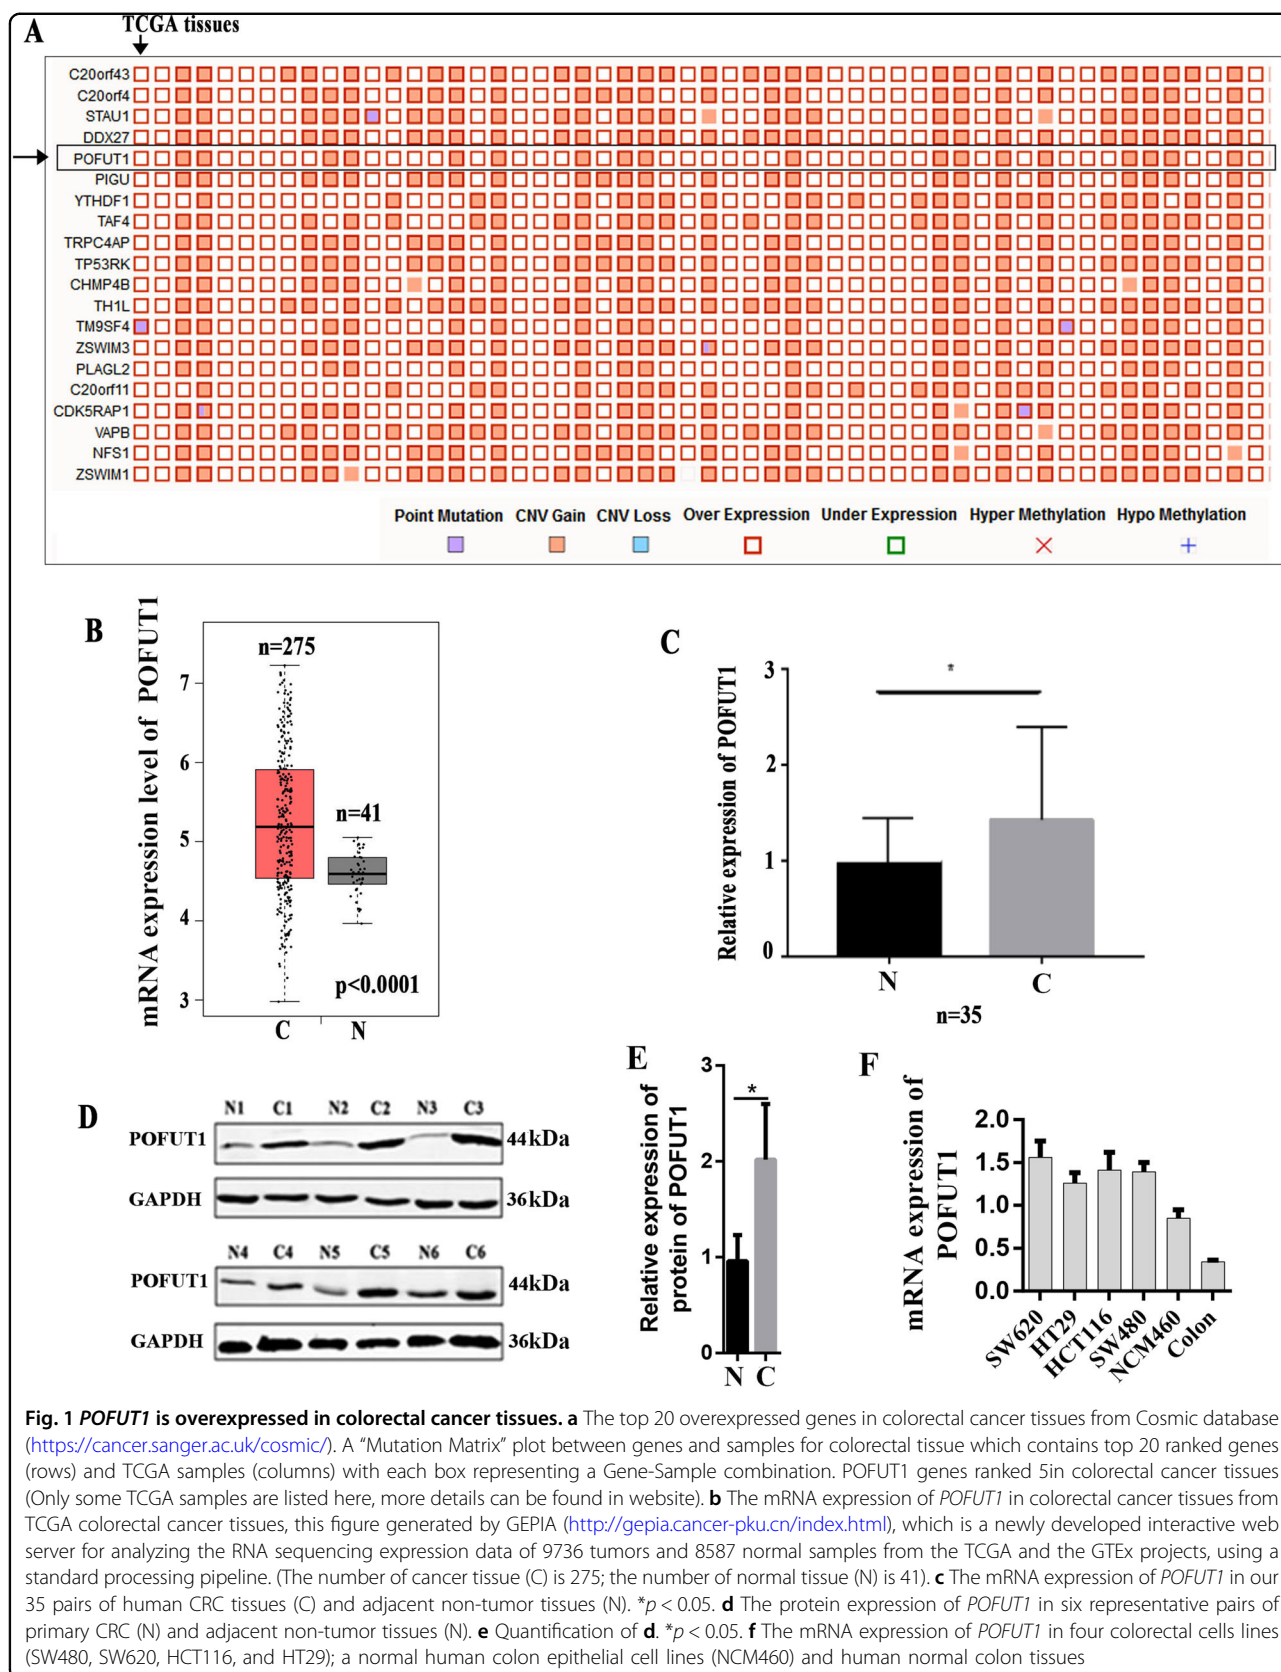 A
TCGA tissues
C20orf43
C20orf4
STAU1
DDX27
POFUT1
PIGU
YTHDF1
TAF4
TRPC4AP
TP53RK
CHMP4B
TH1L
TM9SF4
ZSWIM3
PLAGL2
C20orf11
CDK5RAP1
VAPB
NFS1
ZSWIM1
Point Mutation CNV Gain CNV Loss Over Expression Under Expression Hyper Methylation Hypo Methylation
B
mRNA expression level of POFUT1
7
6
5
4
3
n=275
n=41
p<0.0001
C N
C
Relative expression of POFUT1
3
2
1
0
*
N C
n=35
D
N1 C1 N2 C2 N3 C3
POFUT1 44kDa
GAPDH 36kDa
N4 C4 N5 C5 N6 C6
POFUT1 44kDa
GAPDH 36kDa
E
Relative expression of
protein of POFUT1
3
2
1
0
*
N C
F
mRNA expression of
POFUT1
2.0
1.5
1.0
0.5
0.0
SW620
HT29
HCT116
SW480
NCM460
Colon
Fig. 1 POFUT1 is overexpressed in colorectal cancer tissues. a The top 20 overexpressed genes in colorectal cancer tissues from Cosmic database
(https://cancer.sanger.ac.uk/cosmic/). A “Mutation Matrix” plot between genes and samples for colorectal tissue which contains top 20 ranked genes
(rows) and TCGA samples (columns) with each box representing a Gene-Sample combination. POFUT1 genes ranked 5in colorectal cancer tissues
(Only some TCGA samples are listed here, more details can be found in website). b The mRNA expression of POFUT1 in colorectal cancer tissues from
TCGA colorectal cancer tissues, this figure generated by GEPIA (http://gepia.cancer-pku.cn/index.html), which is a newly developed interactive web
server for analyzing the RNA sequencing expression data of 9736 tumors and 8587 normal samples from the TCGA and the GTEx projects, using a
standard processing pipeline. (The number of cancer tissue (C) is 275; the number of normal tissue (N) is 41). c The mRNA expression of POFUT1 in our
35 pairs of human CRC tissues (C) and adjacent non-tumor tissues (N). *p < 0.05. d The protein expression of POFUT1 in six representative pairs of
primary CRC (N) and adjacent non-tumor tissues (N). e Quantification of d. *p < 0.05. f The mRNA expression of POFUT1 in four colorectal cells lines
(SW480, SW620, HCT116, and HT29); a normal human colon epithelial cell lines (NCM460) and human normal colon tissues